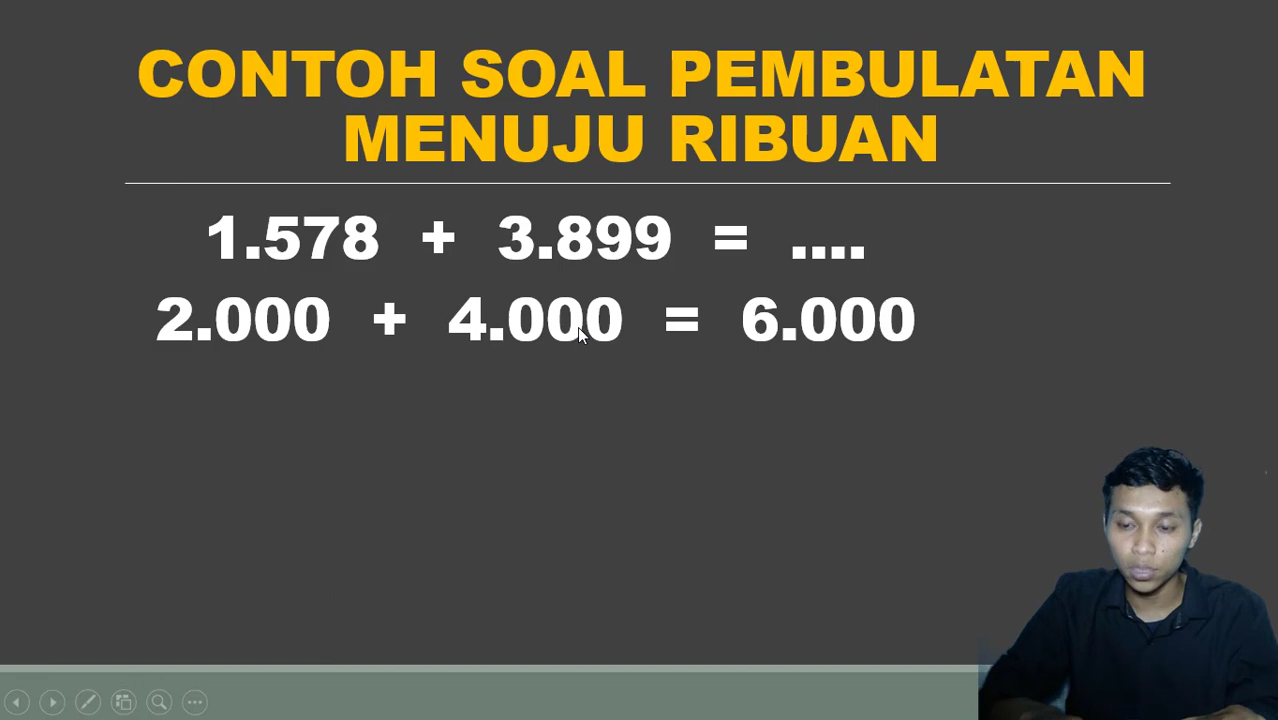 CONTOH SOAL PEMBULATAN
MENUJU RIBUAN
1.578 + 3.899 = ....
2.000 + 4.000 = 6.000